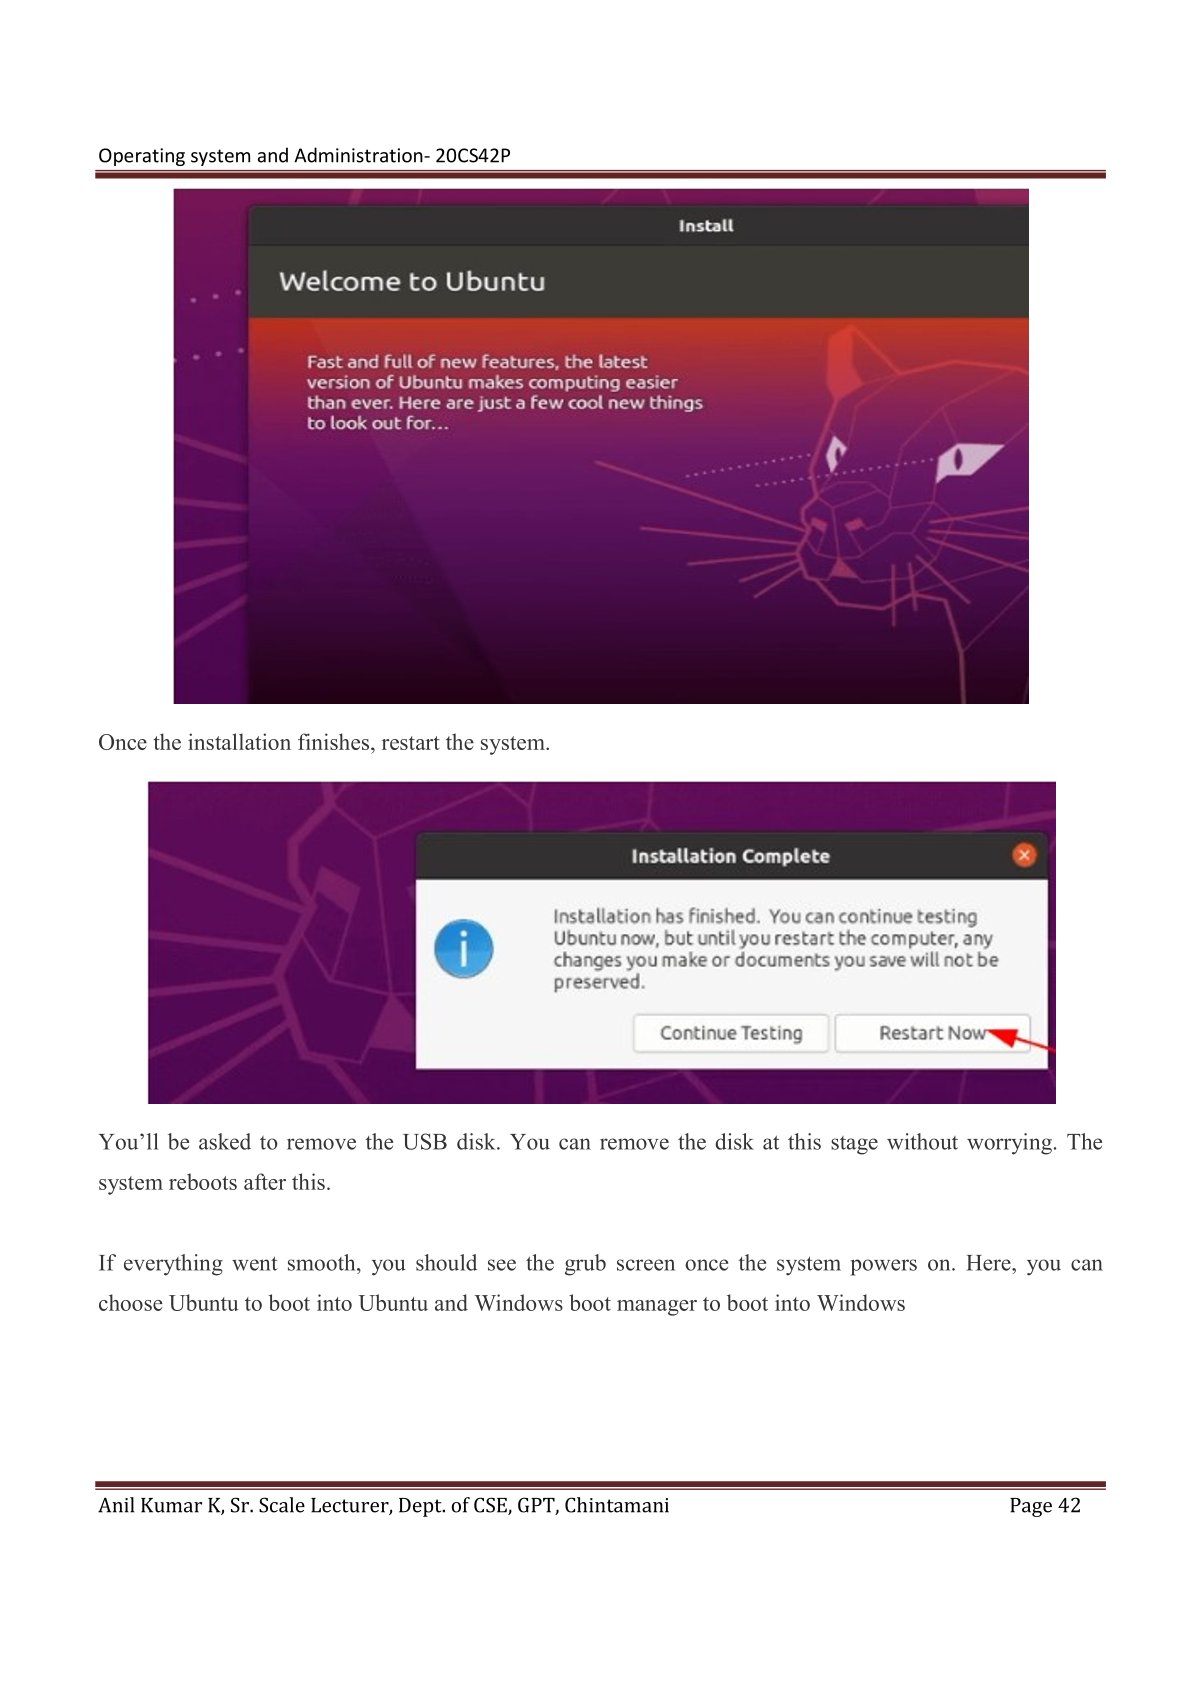 Operating system and Administration- 20CS42P
Install
Welcome to Ubuntu
Fast and full of new features, the latest
version of Ubuntu makes computing easier
than ever. Here are just a few cool new things
to look out for...
Once the installation finishes, restart the system.
Installation Complete
Installation has finished.  You can continue testing
Ubuntu now, but until you restart the computer, any
changes you make or documents you save will not be
preserved.
Continue Testing
Restart Now
You’ll be asked to remove the USB disk. You can remove the disk at this stage without worrying. The
system reboots after this.
If everything went smooth, you should see the grub screen once the system powers on. Here, you can
choose Ubuntu to boot into Ubuntu and Windows boot manager to boot into Windows
Anil Kumar K, Sr. Scale Lecturer, Dept. of CSE, GPT, Chintamani Page 42